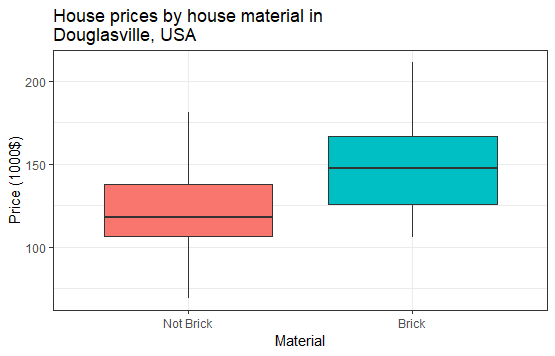 House prices by house material in
Douglasville, USA
Price (1000$)
200
150
100
Not Brick
Brick
Material